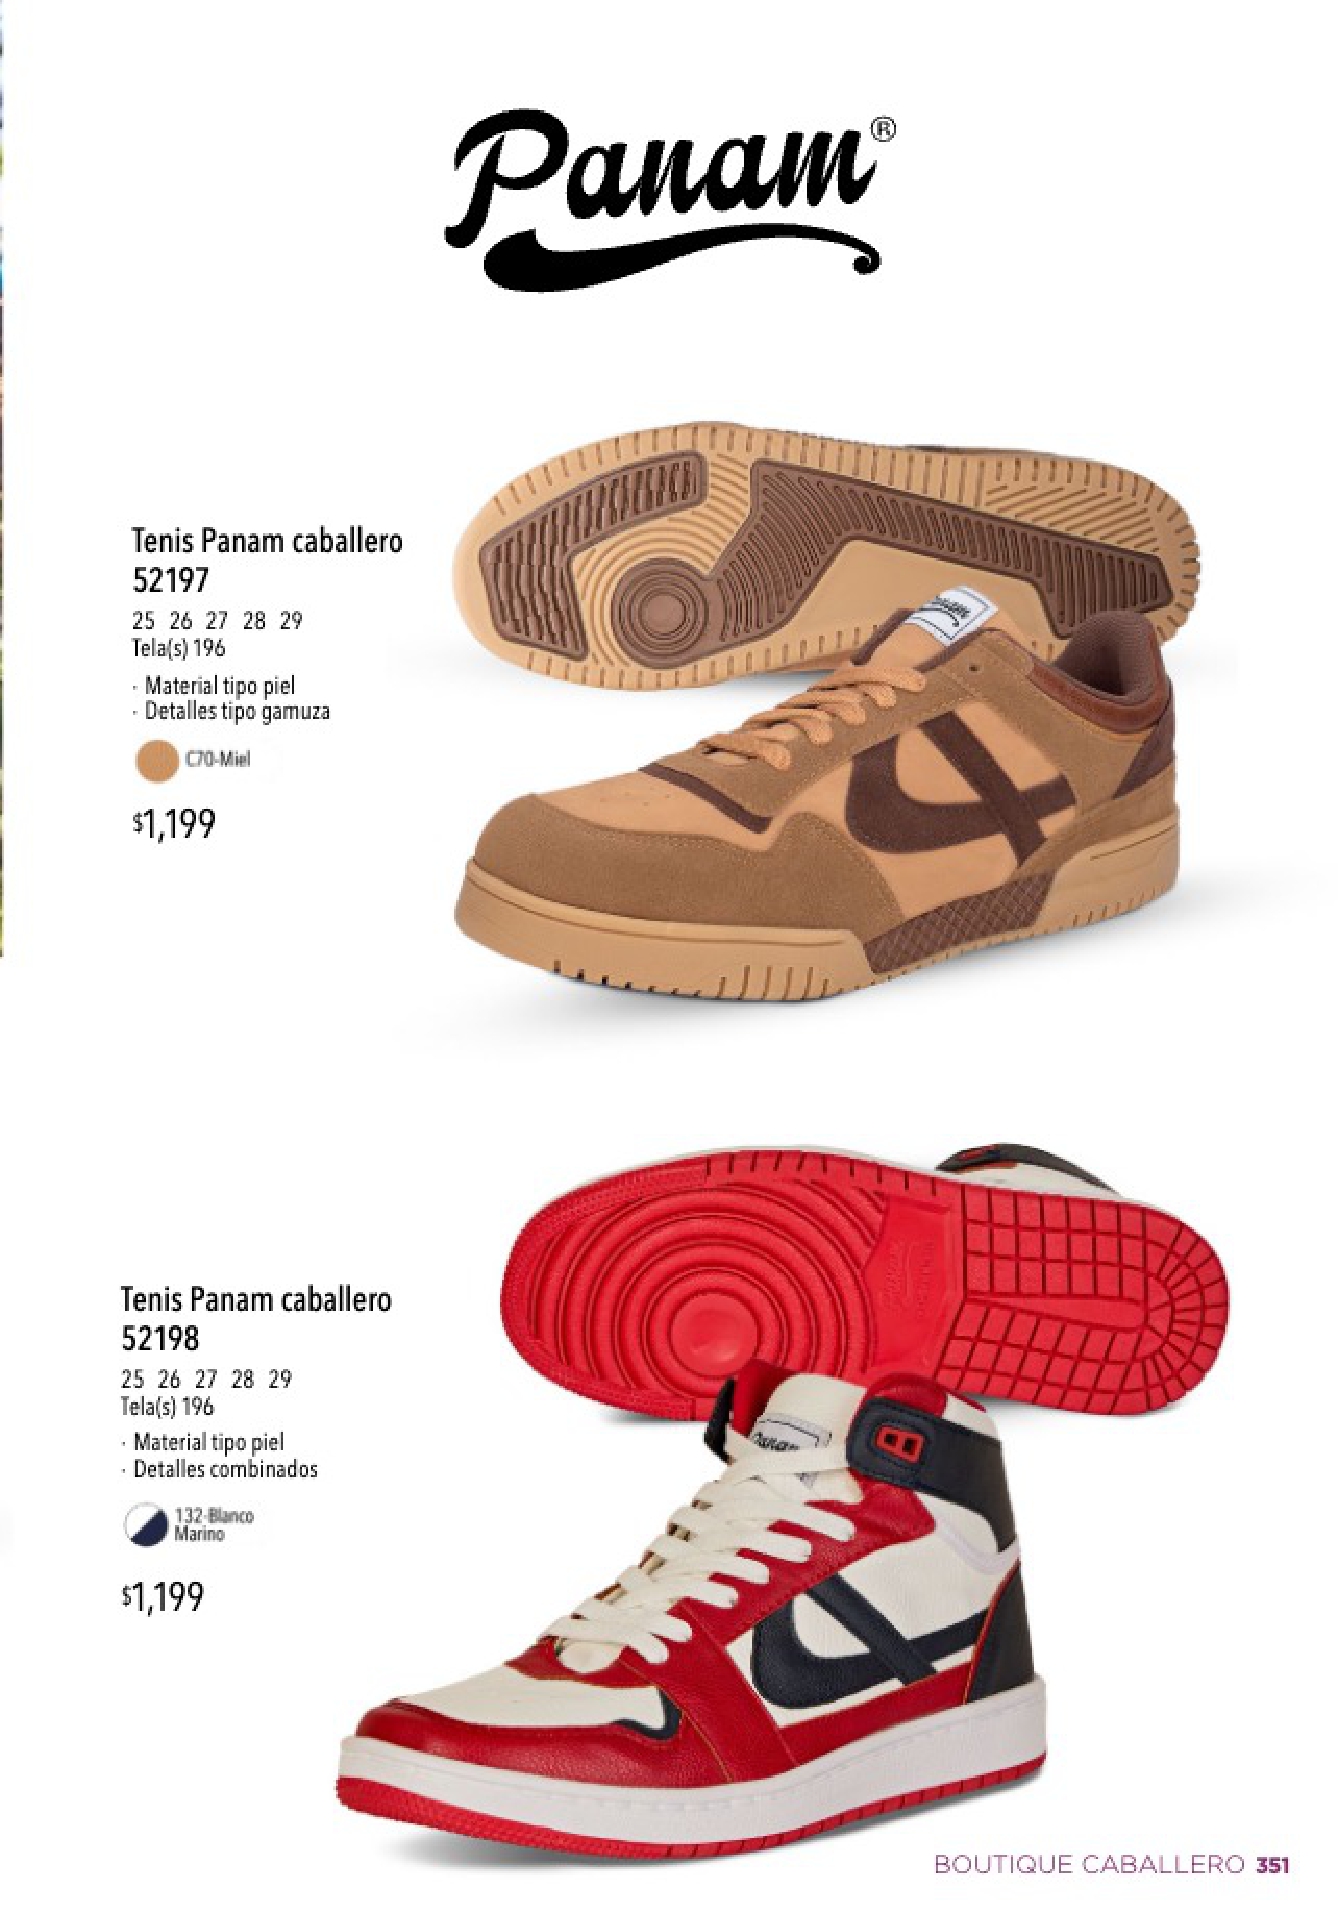 Panam®
Tenis Panam caballero
52197
25 26 27 28 29
Tela(s) 196
· Material tipo piel
· Detalles tipo gamuza
C70-Miel
$1,199
Tenis Panam caballero
52198
25 26 27 28 29
Tela(s) 196
· Material tipo piel
· Detalles combinados
132-Blanco
Marino
$1,199
Panam
BOUTIQUE CABALLERO 351